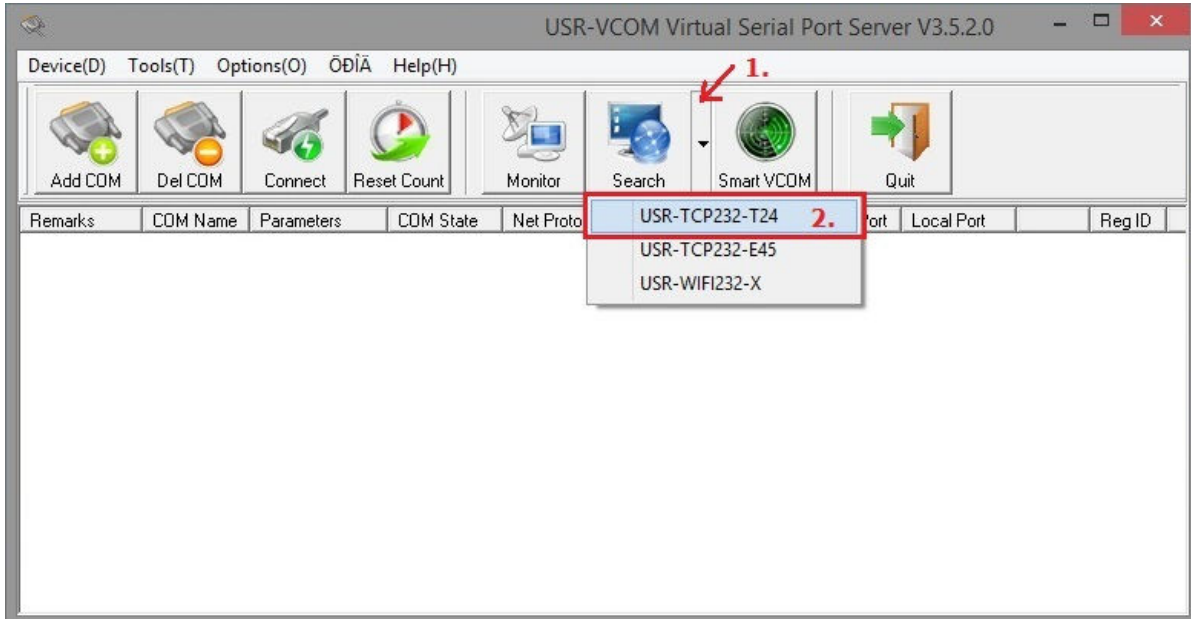 USR-VCOM Virtual Serial Port Server V3.5.2.0
Device(D) Tools(T) Options(O) ÖÐÎÄ Help(H)
1.
Add COM Del COM Connect Reset Count Monitor Search Smart VCOM Quit
Remarks COM Name Parameters COM State Net Proto ort Local Port Reg ID
USR-TCP232-T24 2.
USR-TCP232-E45
USR-WIFI232-X